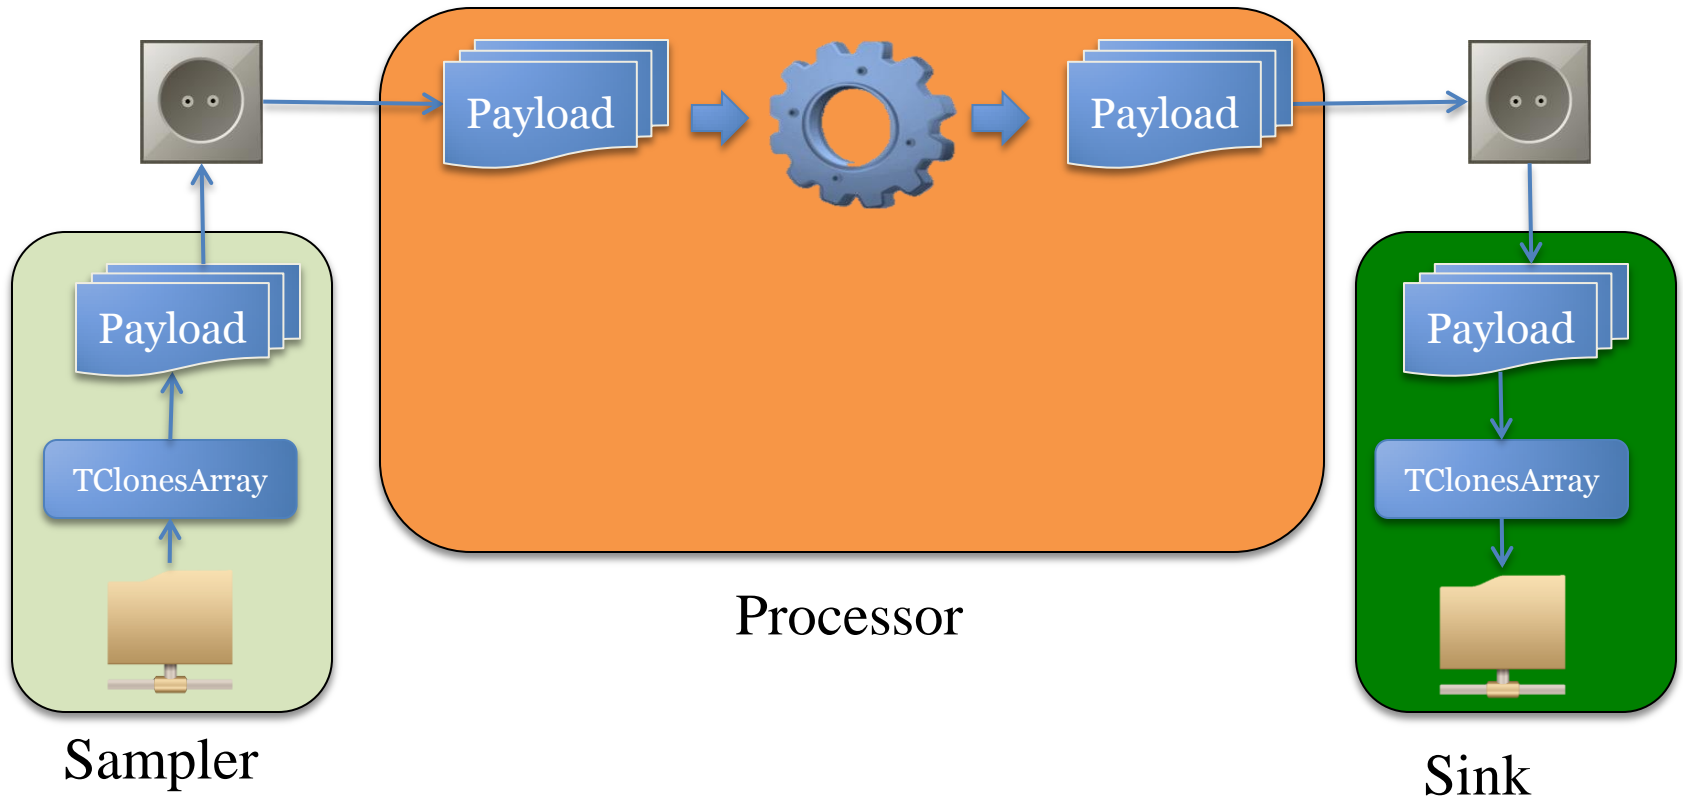 Payload
Payload
Payload
TClonesArray
Sampler
Processor
Payload
TClonesArray
Sink